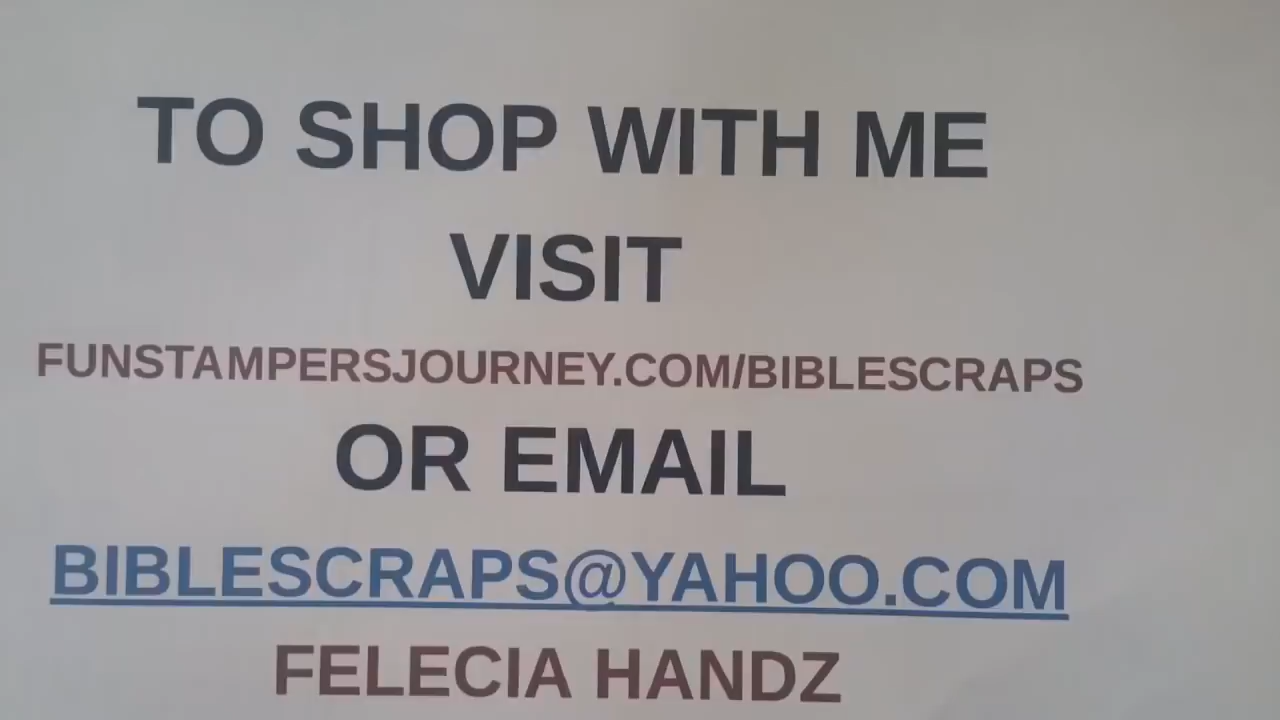 TO SHOP WITH ME
VISIT
FUNSTAMPERSJOURNEY.COM/BIBLESCRAPS
OR EMAIL
BIBLESCRAPS@YAHOO.COM
FELECIA HANDZ